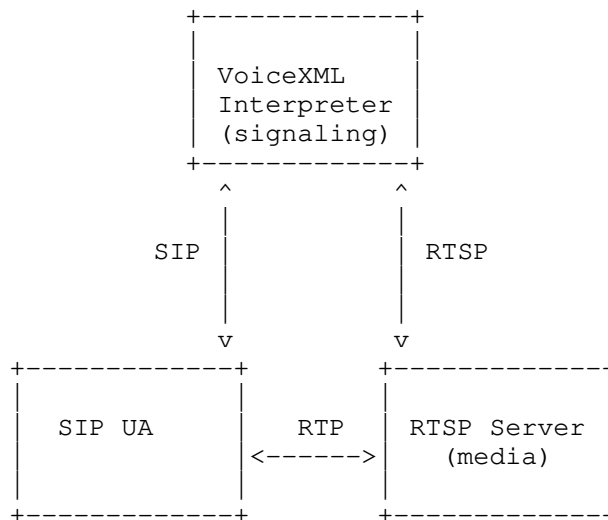 VoiceXML
Interpreter
(signaling)
SIP RTSP
SIP UA RTP RTSP Server
(media)